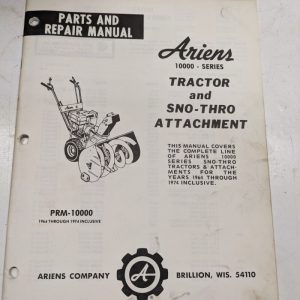 PARTS AND
REPAIR MANUAL
Ariens
10000 - SERIES
TRACTOR
and
SNO-THRO
ATTACHMENT
THIS MANUAL COVERS
THE COMPLETE LINE
OF ARIENS 10000
SERIES SNO-THRO
TRACTORS & ATTACH-
MENTS FOR THE
YEARS 1964 THROUGH
1974 INCLUSIVE.
PRM-10000
1964 THROUGH 1974 INCLUSIVE
ARIENS COMPANY
A
BRILLION, WIS. 54110